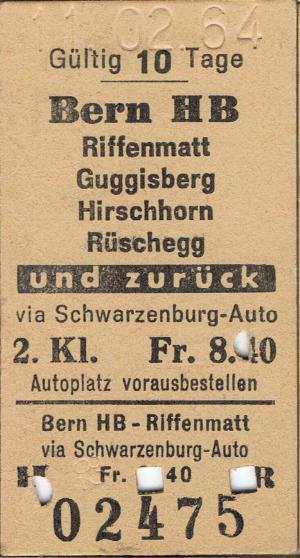 11.02.64
Gültig 10 Tage
Bern HB
Riffenmatt
Guggisberg
Hirschhorn
Rüschegg
und zurück
via Schwarzenburg-Auto
2. Kl. Fr. 8.40
Autoplatz vorausbestellen
Bern HB - Riffenmatt
via Schwarzenburg-Auto
H Fr. 40 R
02475